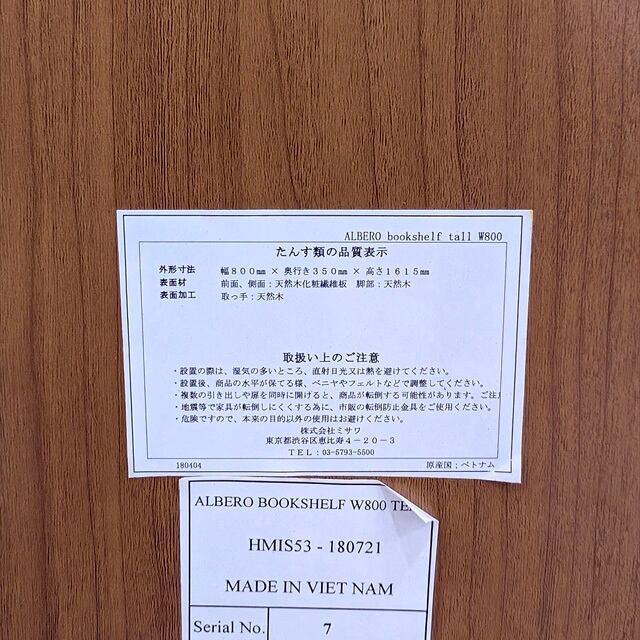 ALBERO bookshelf tall W800
たんす類の品質表示
外形寸法 幅800㎜ × 奥行き350㎜ × 高さ1615㎜
表面材 前面、側面：天然木化粧繊維板 脚部：天然木
表面加工 取っ手：天然木
取扱い上のご注意
・設置の際は、湿気の多いところ、直射日光又は熱を避けてください。
・設置後、商品の水平が保てる様、ベニヤやフェルトなどで調整してください。
・複数の引き出しや扉を同時に開けると、商品が転倒する可能性があります。ご注
・地震等で家具が転倒しにくくする為に、市販の転倒防止金具をご使用ください。
・危険ですので、本来の目的以外の使用はお避けください。
株式会社ミサワ
東京都渋谷区恵比寿4－20－3
TEL：03-5793-5500
180404 原産国；ベトナム
ALBERO BOOKSHELF W800
HMIS53 - 180721
MADE IN VIET NAM
Serial No. 7